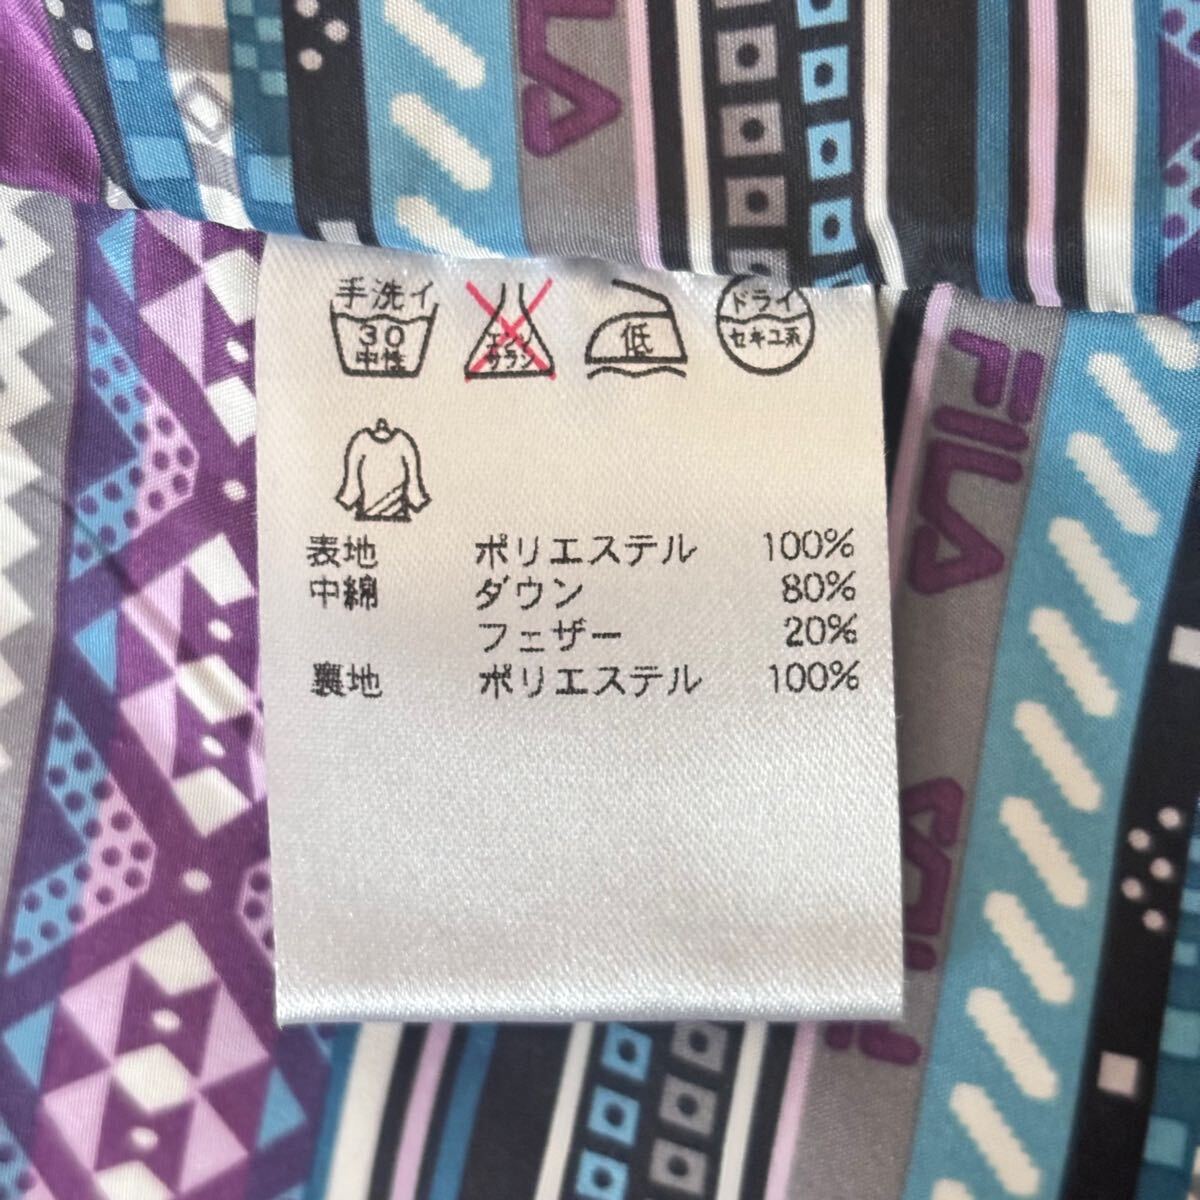 FILA
手洗イ
30
中性
エンソ
サラシ
低
ドライ
セキユ系
FILA
表地 ポリエステル 100%
中綿 ダウン 80%
フェザー 20%
裏地 ポリエステル 100%